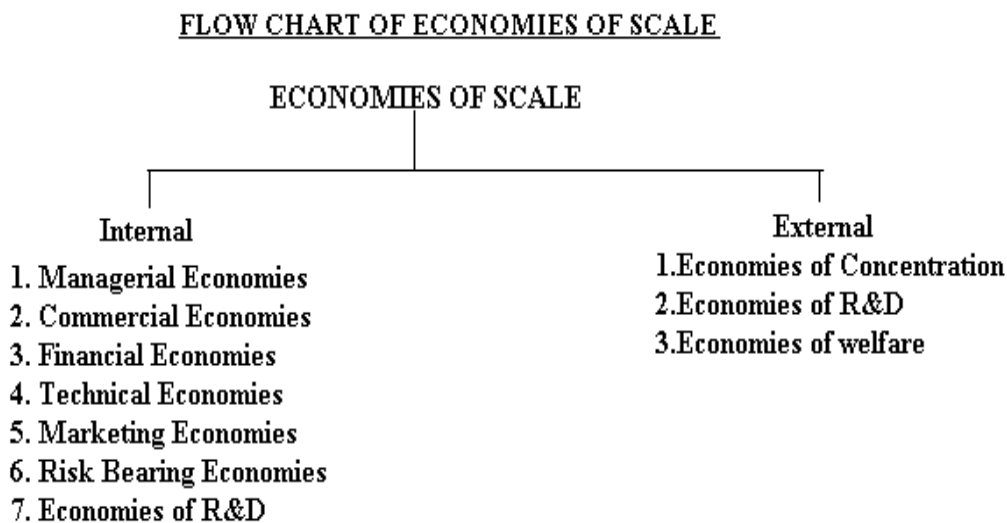 FLOW CHART OF ECONOMIES OF SCALE
ECONOMIES OF SCALE
Internal
1. Managerial Economies
2. Commercial Economies
3. Financial Economies
4. Technical Economies
5. Marketing Economies
6. Risk Bearing Economies
7. Economies of R&D
External
1.Economies of Concentration
2.Economies of R&D
3.Economies of welfare